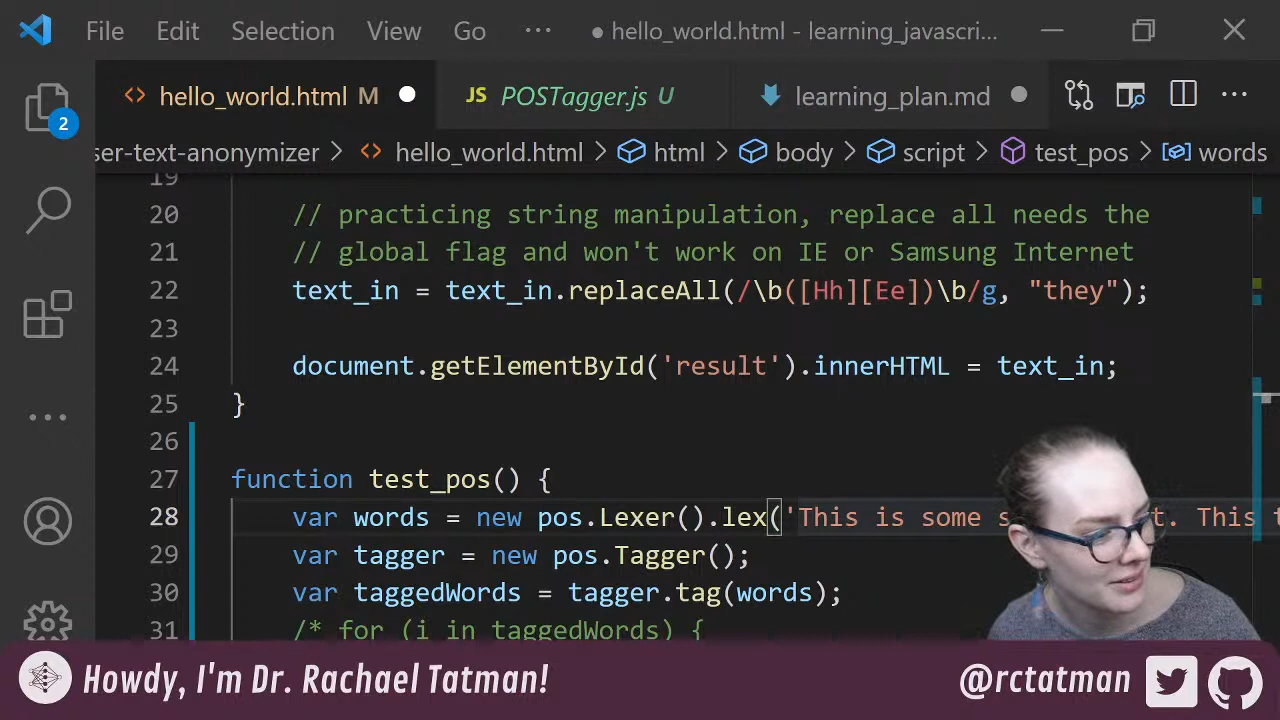 File Edit Selection View Go ··· ● hello_world.html - learning_javascri...
hello_world.html M JS POSTagger.js U learning_plan.md
2
ser-text-anonymizer > hello_world.html > html > body > script > test_pos > words
19
20 // practicing string manipulation, replace all needs the
21 // global flag and won't work on IE or Samsung Internet
22 text_in = text_in.replaceAll(/\b([Hh][Ee])\b/g, "they");
23
24 document.getElementById('result').innerHTML = text_in;
25 }
26
27 function test_pos() {
28 var words = new pos.Lexer().lex('This is some t. This
29 var tagger = new pos.Tagger();
30 var taggedWords = tagger.tag(words);
31 /* for (i in taggedWords) {
Howdy, I'm Dr. Rachael Tatman! @rctatman